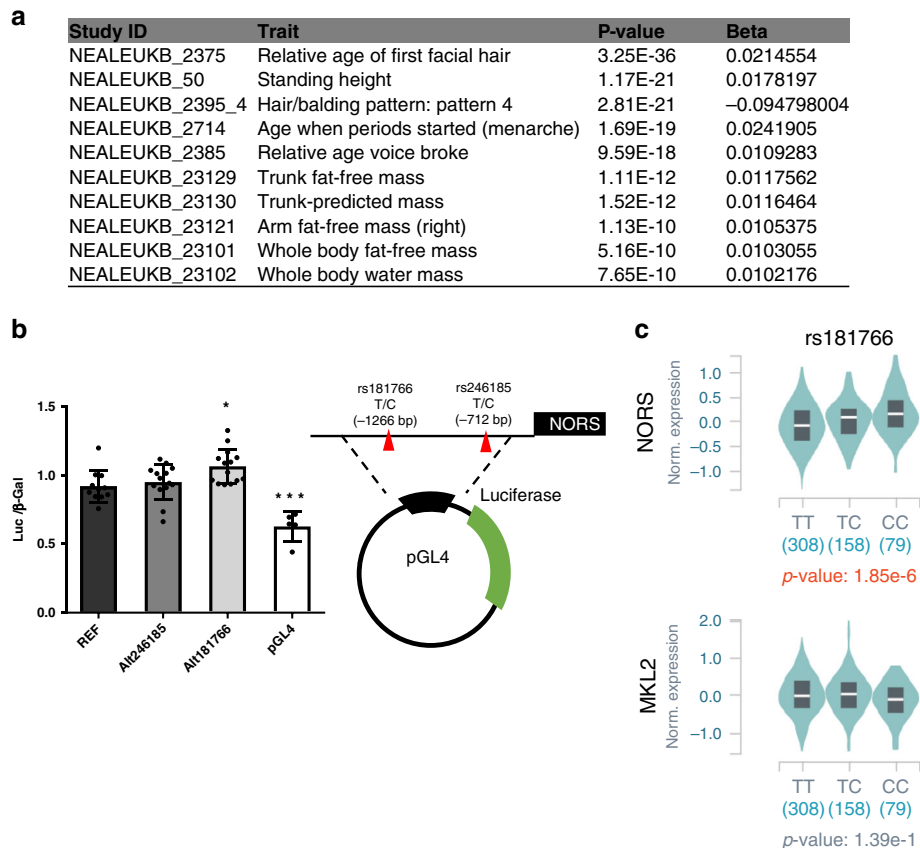 a
Study ID Trait P-value Beta
NEALEUKB_2375 Relative age of first facial hair 3.25E-36 0.0214554
NEALEUKB_50 Standing height 1.17E-21 0.0178197
NEALEUKB_2395_4 Hair/balding pattern: pattern 4 2.81E-21 −0.094798004
NEALEUKB_2714 Age when periods started (menarche) 1.69E-19 0.0241905
NEALEUKB_2385 Relative age voice broke 9.59E-18 0.0109283
NEALEUKB_23129 Trunk fat-free mass 1.11E-12 0.0117562
NEALEUKB_23130 Trunk-predicted mass 1.52E-12 0.0116464
NEALEUKB_23121 Arm fat-free mass (right) 1.13E-10 0.0105375
NEALEUKB_23101 Whole body fat-free mass 5.16E-10 0.0103055
NEALEUKB_23102 Whole body water mass 7.65E-10 0.0102176
b
Luc /β-Gal
1.5
1.0
0.5
0.0
*
***
REF
Alt246185
Alt181766
pGL4
rs181766
T/C
(−1266 bp)
rs246185
T/C
(−712 bp)
NORS
Luciferase
pGL4
c
rs181766
NORS
Norm. expression
1.0
0.5
0.0
−0.5
−1.0
TT TC CC
(308) (158) (79)
p-value: 1.85e-6
MKL2
Norm. expression
2.0
1.0
0.0
−1.0
TT TC CC
(308) (158) (79)
p-value: 1.39e-1